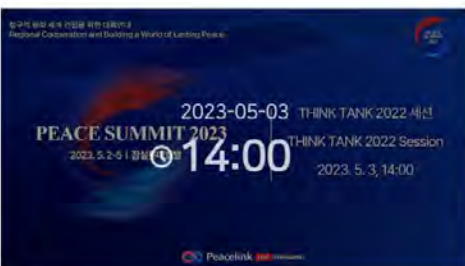 Regional Cooperation and Building a World of Lasting Peace
2023-05-03
14:00
PEACE SUMMIT 2023
2023. 5. 2-5 |
THINK TANK 2022 세션
THINK TANK 2022 Session
2023. 5. 3, 14:00
Peacelink